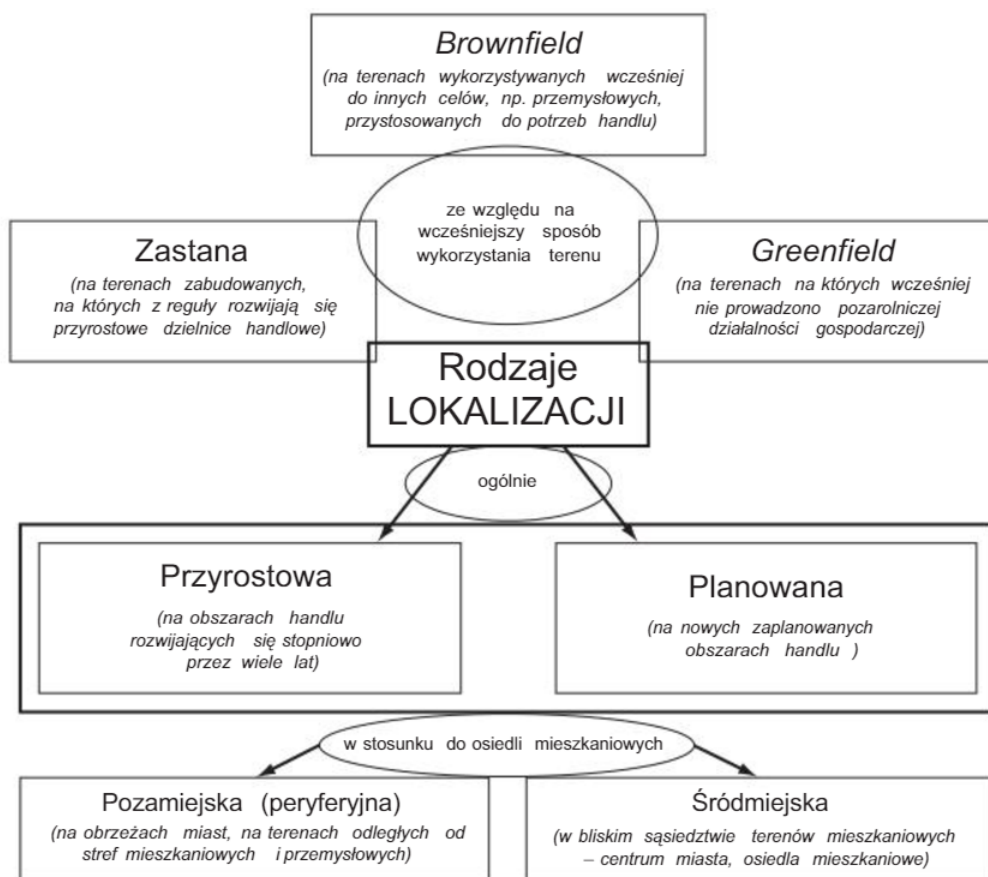 Brownfield
(na terenach wykorzystywanych wcześniej
do innych celów, np. przemysłowych,
przystosowanych do potrzeb handlu)
ze względu na
wcześniejszy sposób
wykorzystania terenu
Zastana
(na terenach zabudowanych,
na których z reguły rozwijają się
przyrostowe dzielnice handlowe)
Greenfield
(na terenach na których wcześniej
nie prowadzono pozarolniczej
działalności gospodarczej)
Rodzaje
LOKALIZACJI
ogólnie
Przyrostowa
(na obszarach handlu
rozwijających się stopniowo
przez wiele lat)
Planowana
(na nowych zaplanowanych
obszarach handlu )
w stosunku do osiedli mieszkaniowych
Pozamiejska (peryferyjna)
(na obrzeżach miast, na terenach odległych od
stref mieszkaniowych i przemysłowych)
Śródmiejska
(w bliskim sąsiedztwie terenów mieszkaniowych
– centrum miasta, osiedla mieszkaniowe)